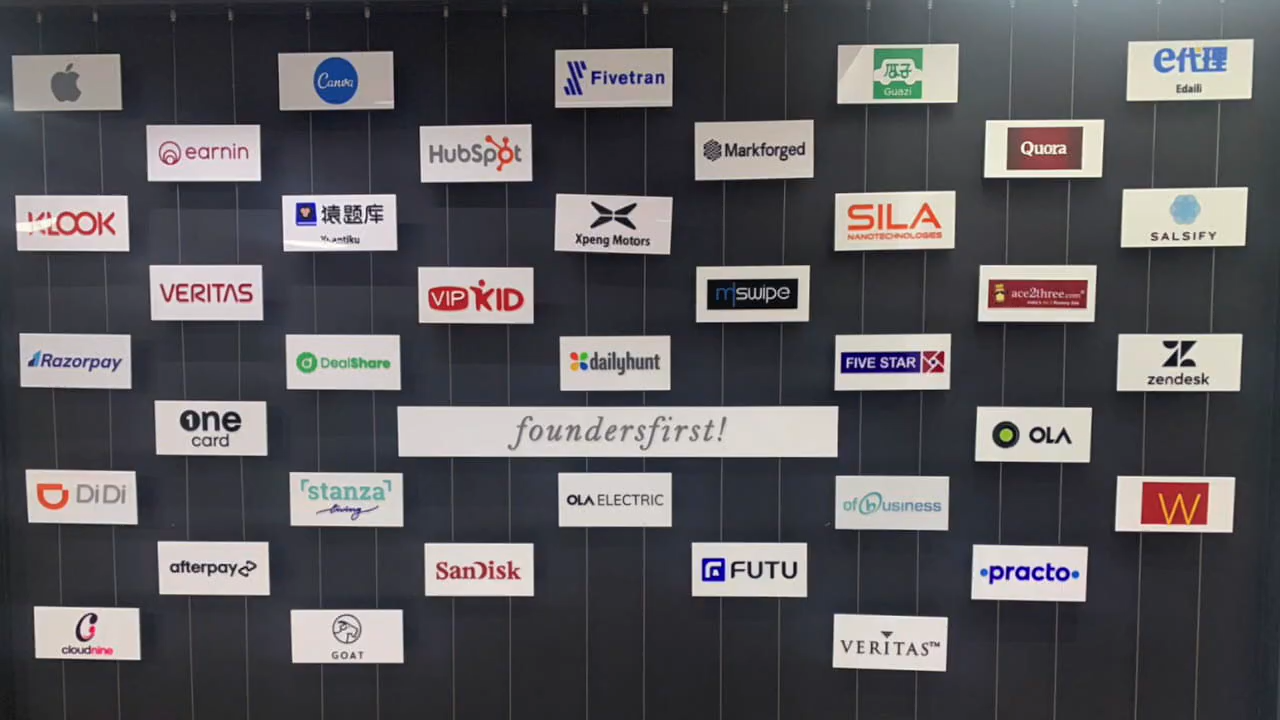 Canva
Fivetran
瓜子
Guazi
e代理
Edaili
earnin
HubSpot
Markforged
Quora
KLOOK
猿题库
Yuantiku
Xpeng Motors
SILA
NANOTECHNOLOGIES
SALSIFY
VERITAS
VIPKID
mswipe
ace2three.com
Razorpay
DealShare
dailyhunt
FIVE STAR
zendesk
1ne
card
foundersfirst!
OLA
DiDi
stanza
living
OLA ELECTRIC
ofbusiness
W
afterpay
SanDisk
FUTU
practo
cloudnine
GOAT
VERITAS™